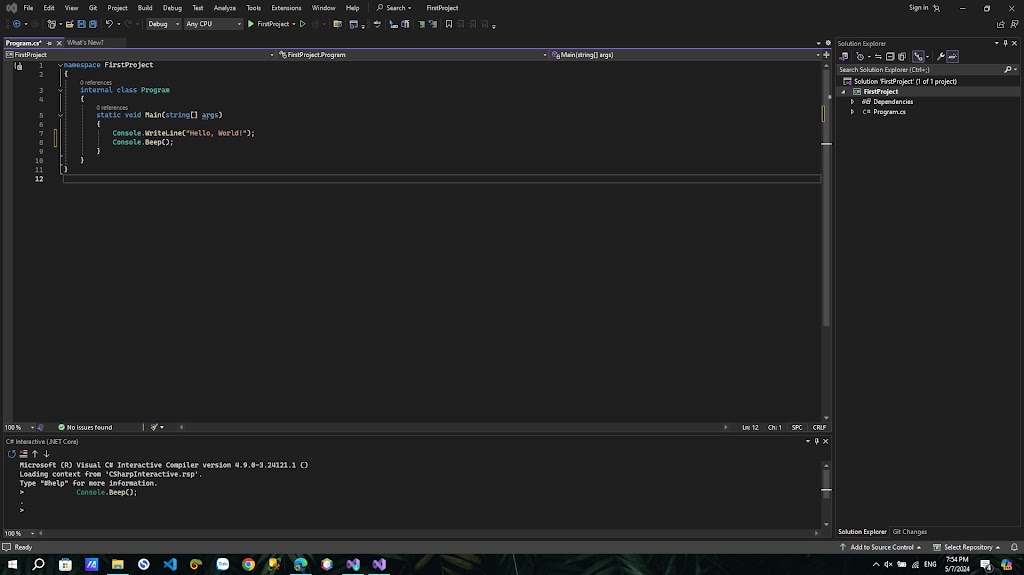 File Edit View Git Project Build Debug Test Analyze Tools Extensions Window Help Search FirstProject Sign in
Debug Any CPU FirstProject
Program.cs* What's New?
FirstProject FirstProject.Program Main(string[] args)
1 namespace FirstProject
2 {
0 references
3 internal class Program
4 {
0 references
5 static void Main(string[] args)
6 {
7 Console.WriteLine("Hello, World!");
8 Console.Beep();
9 }
10 }
11 }
12
100 % No issues found Ln: 12 Ch: 1 SPC CRLF
C# Interactive (.NET Core)
Microsoft (R) Visual C# Interactive Compiler version 4.9.0-3.24121.1 ()
Loading context from 'CSharpInteractive.rsp'.
Type "#help" for more information.
> Console.Beep();
.
>
100 %
Solution Explorer
Search Solution Explorer (Ctrl+;)
Solution 'FirstProject' (1 of 1 project)
FirstProject
Dependencies
C# Program.cs
Solution Explorer Git Changes
Ready Add to Source Control Select Repository
ENG 7:54 PM
5/7/2024 4